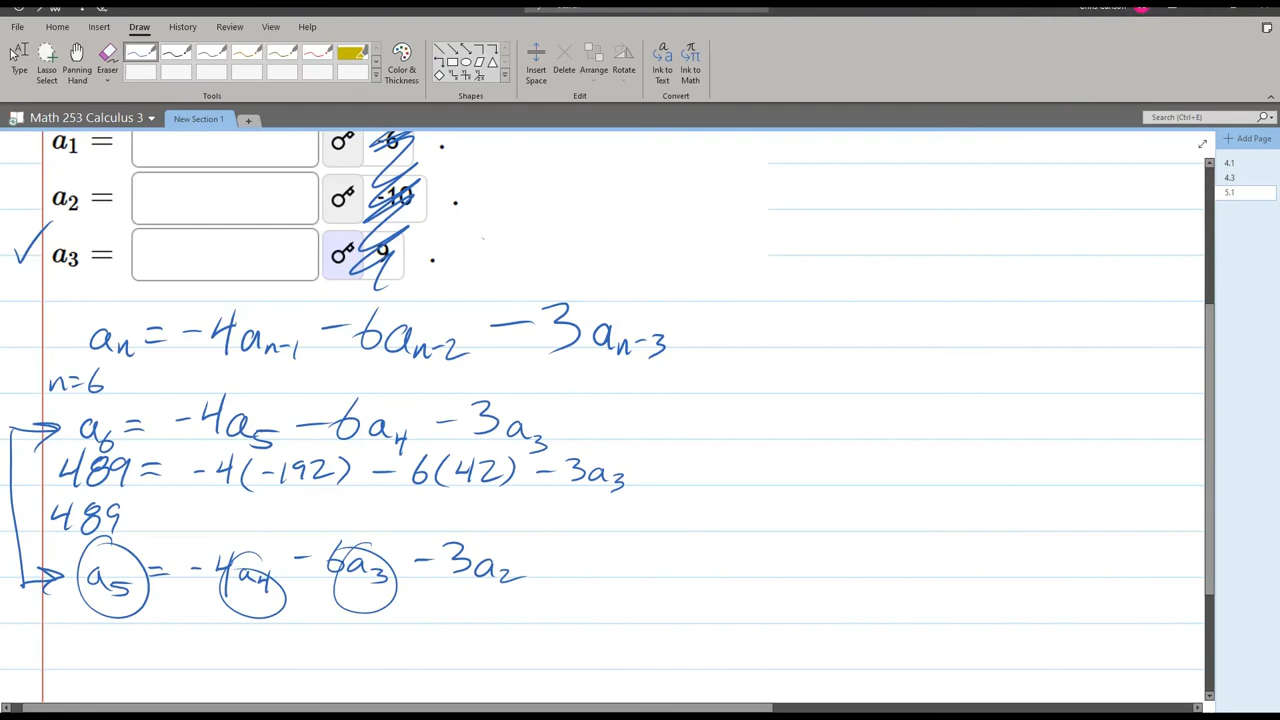 File Home Insert Draw History Review View Help
Type Lasso Select Panning Hand Eraser Color & Thickness Insert Space Delete Arrange Rotate Ink to Text Ink to Math
Tools Shapes Edit Convert
Math 253 Calculus 3 New Section 1 Search (Ctrl+E)
Add Page
4.1
4.3
5.1
a₁ = .
a₂ = -10 .
a₃ = 9 .
aₙ = -4aₙ₋₁ - 6aₙ₋₂ - 3aₙ₋₃
n=6
a₆ = -4a₅ - 6a₄ - 3a₃
489 = -4(-192) - 6(42) - 3a₃
489
a₅ = -4a₄ - 6a₃ - 3a₂